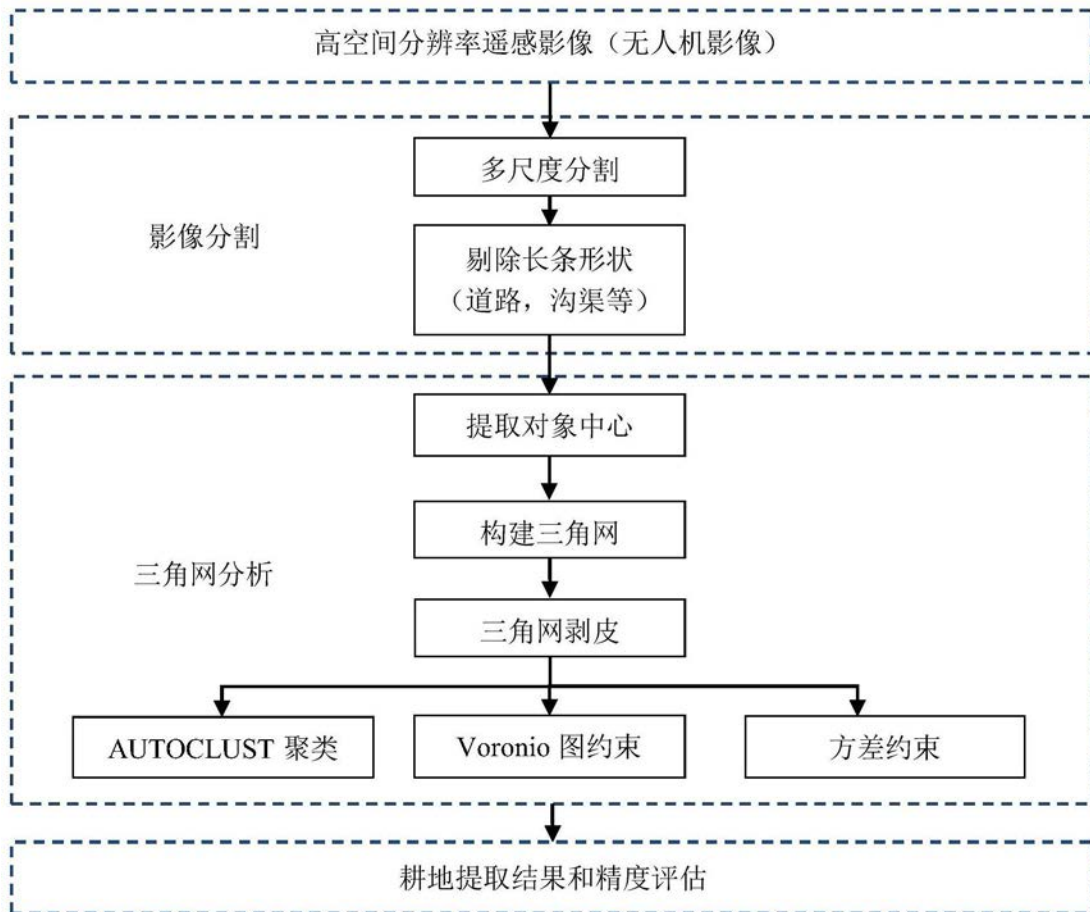 高空间分辨率遥感影像（无人机影像）
多尺度分割
影像分割
剔除长条形状
（道路，沟渠等）
提取对象中心
构建三角网
三角网分析
三角网剥皮
AUTOCLUST 聚类
Voronio 图约束
方差约束
耕地提取结果和精度评估